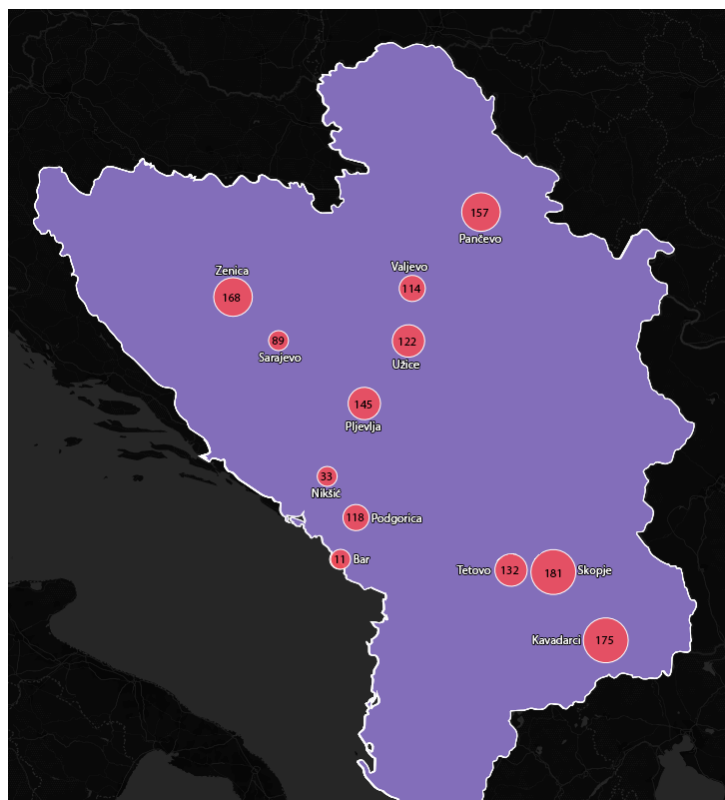 157
Pančevo
Valjevo
114
Zenica
168
89
Sarajevo
122
Užice
145
Pljevlja
33
Nikšić
118 Podgorica
11 Bar
Tetovo 132 181 Skopje
Kavadarci 175